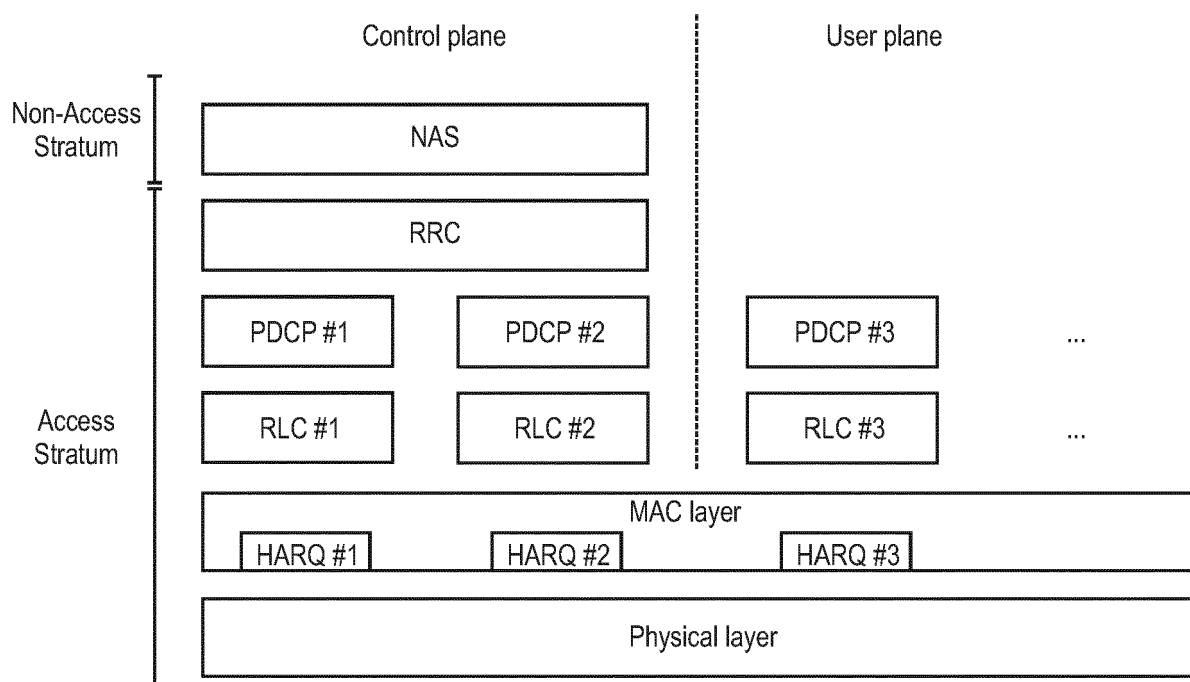 Control plane
User plane
Non-Access
Stratum
NAS
RRC
PDCP #1
PDCP #2
PDCP #3
...
Access
Stratum
RLC #1
RLC #2
RLC #3
...
MAC layer
HARQ #1
HARQ #2
HARQ #3
Physical layer